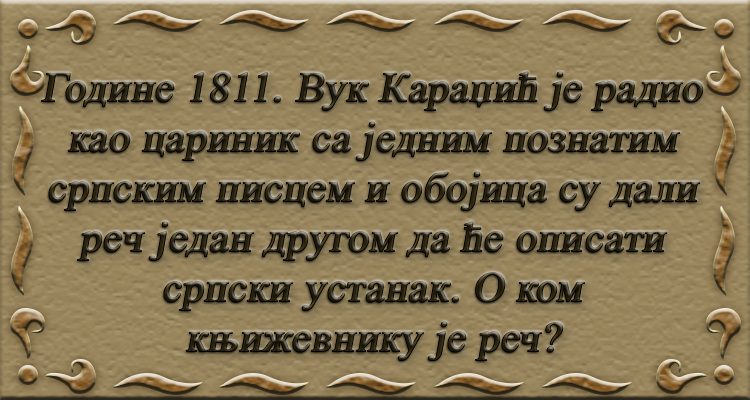 Године 1811. Вук Караџић је радио
као цариник са једним познатим
српским писцем и обојица су дали
реч један другом да ће описати
српски устанак. О ком
књижевнику је реч?